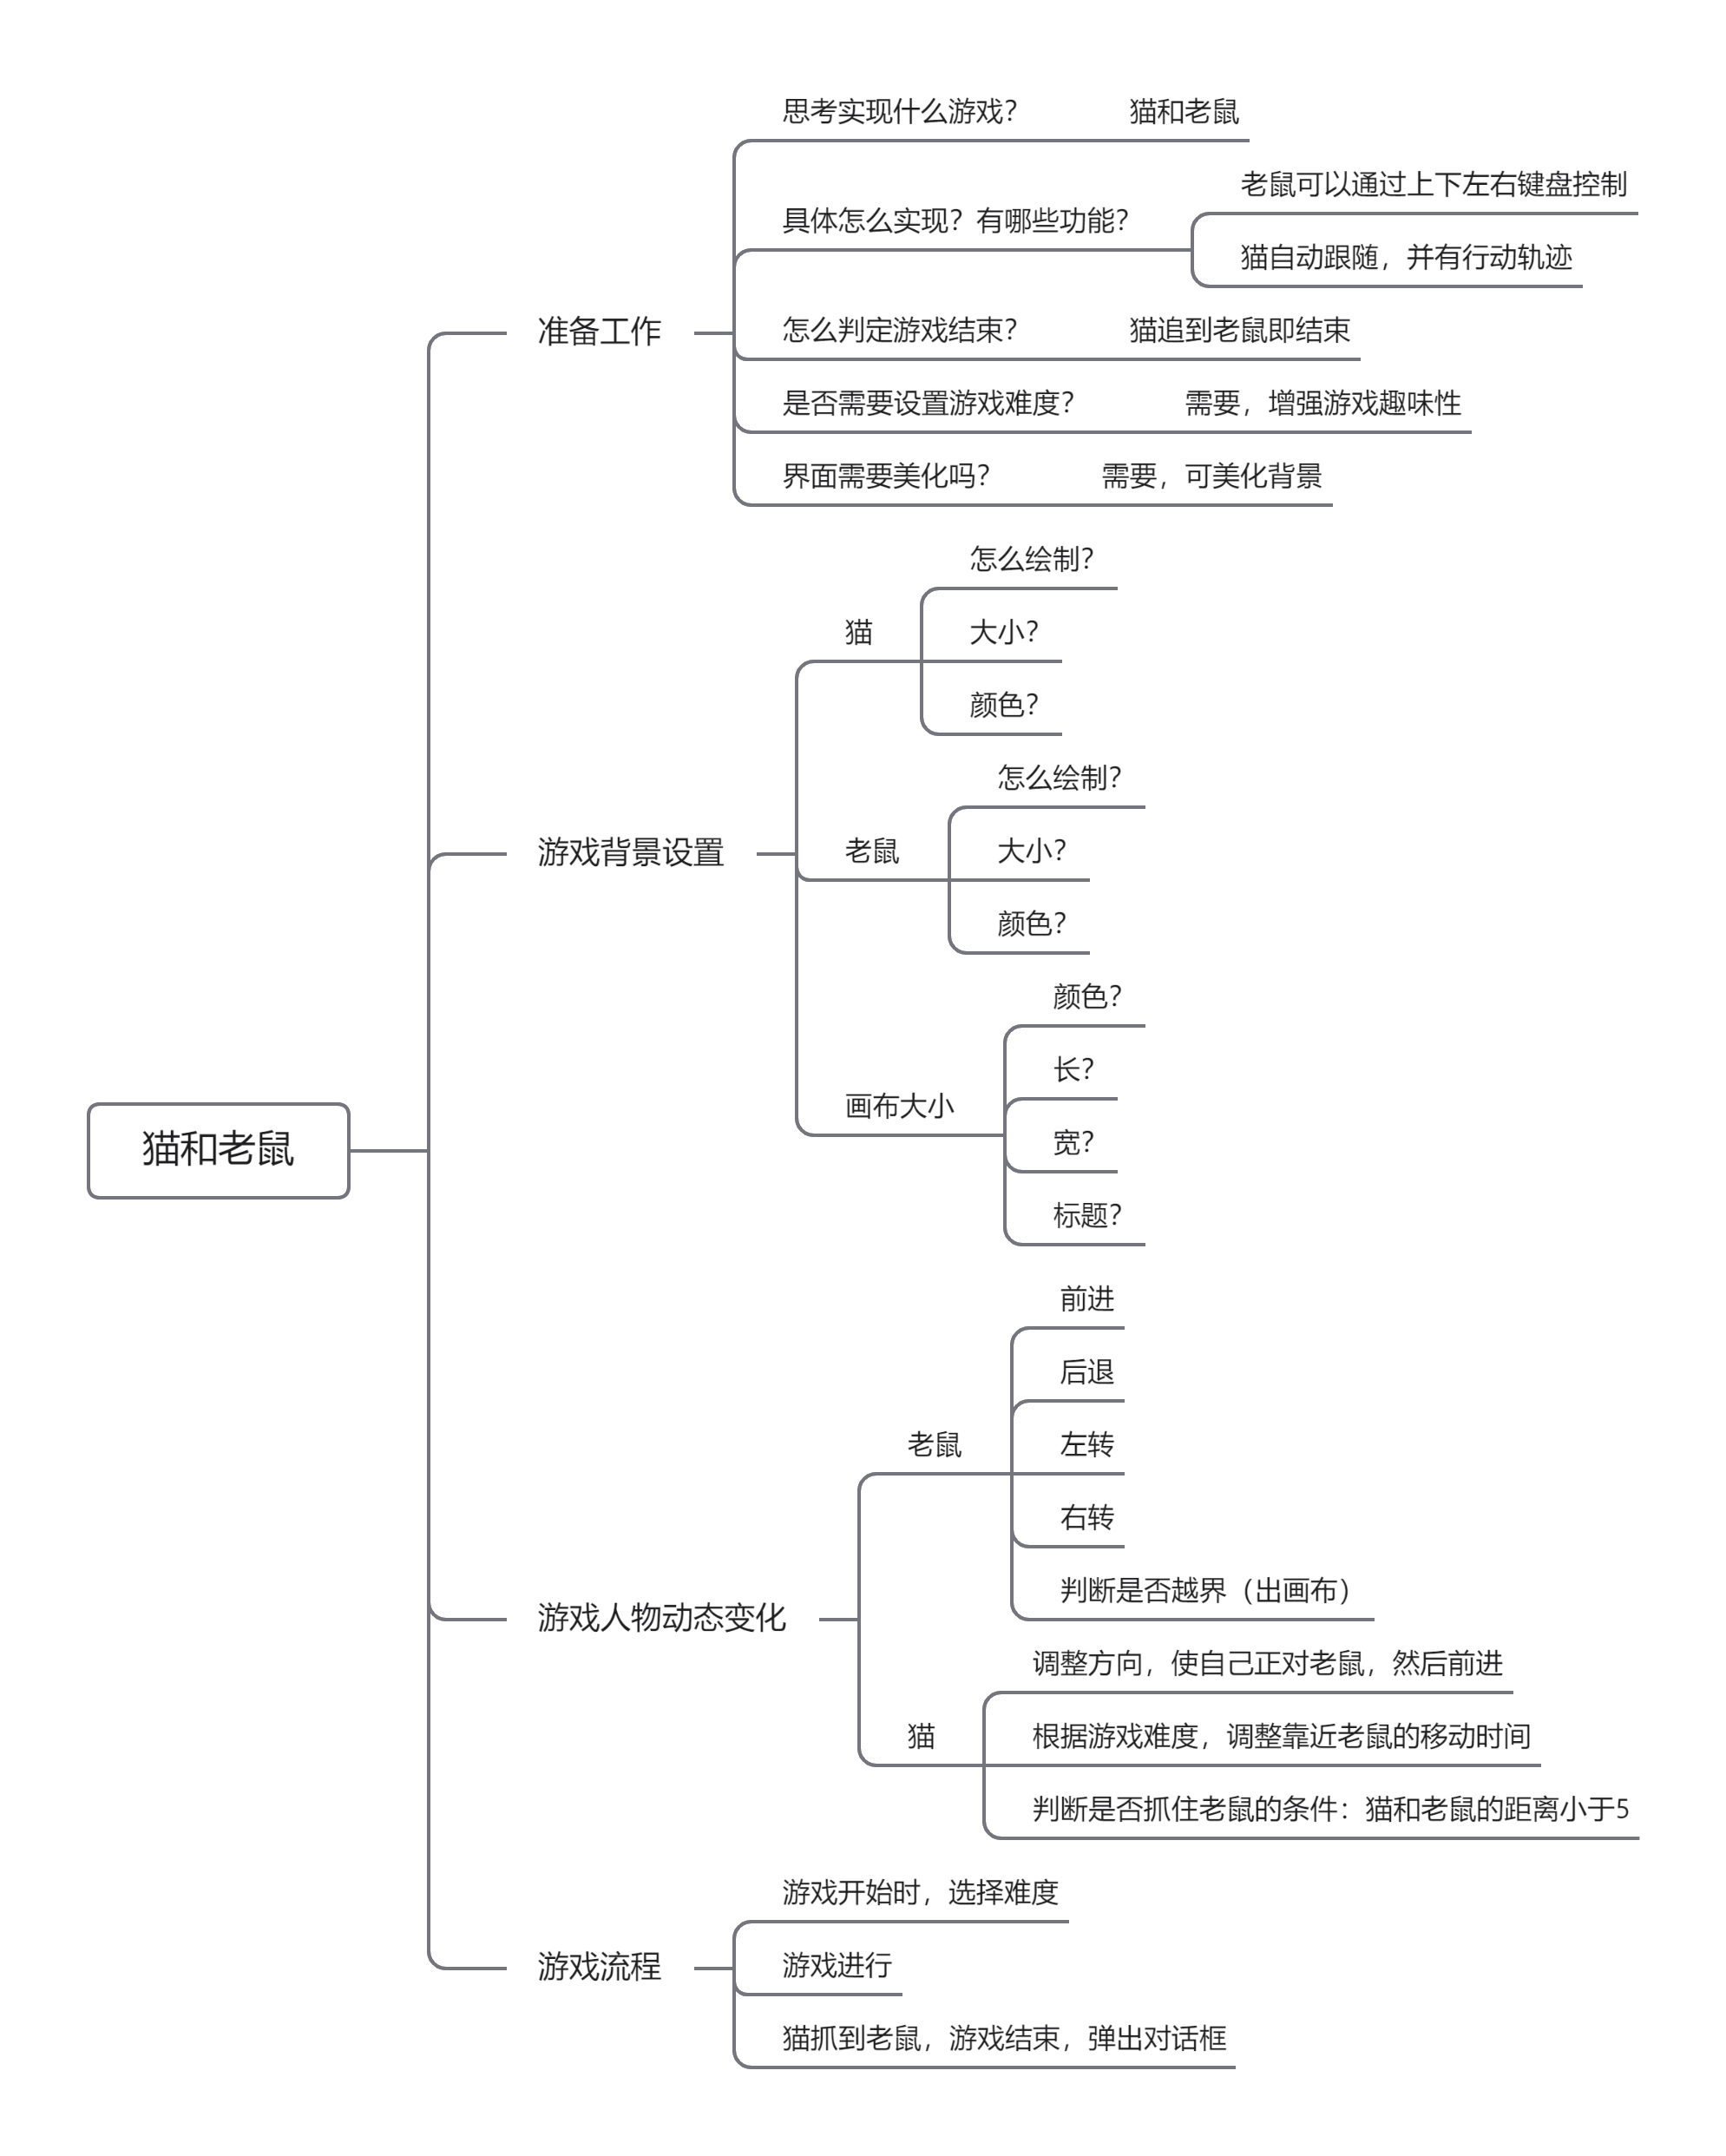 猫和老鼠
准备工作
思考实现什么游戏？ 猫和老鼠
具体怎么实现？有哪些功能？
老鼠可以通过上下左右键盘控制
猫自动跟随，并有行动轨迹
怎么判定游戏结束？ 猫追到老鼠即结束
是否需要设置游戏难度？ 需要，增强游戏趣味性
界面需要美化吗？ 需要，可美化背景
游戏背景设置
猫
怎么绘制？
大小？
颜色？
老鼠
怎么绘制？
大小？
颜色？
画布大小
颜色？
长？
宽？
标题？
游戏人物动态变化
老鼠
前进
后退
左转
右转
判断是否越界（出画布）
猫
调整方向，使自己正对老鼠，然后前进
根据游戏难度，调整靠近老鼠的移动时间
判断是否抓住老鼠的条件：猫和老鼠的距离小于5
游戏流程
游戏开始时，选择难度
游戏进行
猫抓到老鼠，游戏结束，弹出对话框